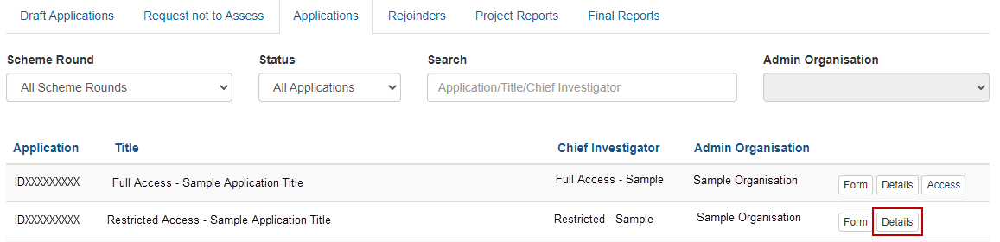 Draft Applications Request not to Assess Applications Rejoinders Project Reports Final Reports
Scheme Round Status Search Admin Organisation
All Scheme Rounds All Applications Application/Title/Chief Investigator
Application Title Chief Investigator Admin Organisation
IDXXXXXXXXX Full Access - Sample Application Title Full Access - Sample Sample Organisation Form Details Access
IDXXXXXXXXX Restricted Access - Sample Application Title Restricted - Sample Sample Organisation Form Details